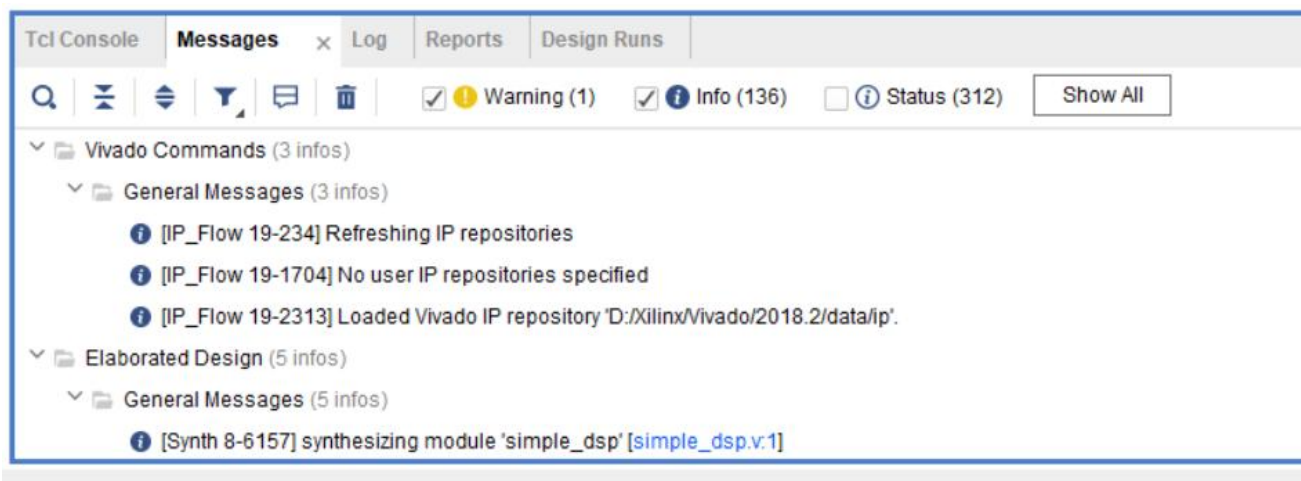 Tcl Console Messages × Log Reports Design Runs
Warning (1) Info (136) Status (312) Show All
Vivado Commands (3 infos)
General Messages (3 infos)
[IP_Flow 19-234] Refreshing IP repositories
[IP_Flow 19-1704] No user IP repositories specified
[IP_Flow 19-2313] Loaded Vivado IP repository 'D:/Xilinx/Vivado/2018.2/data/ip'.
Elaborated Design (5 infos)
General Messages (5 infos)
[Synth 8-6157] synthesizing module 'simple_dsp' [simple_dsp.v:1]